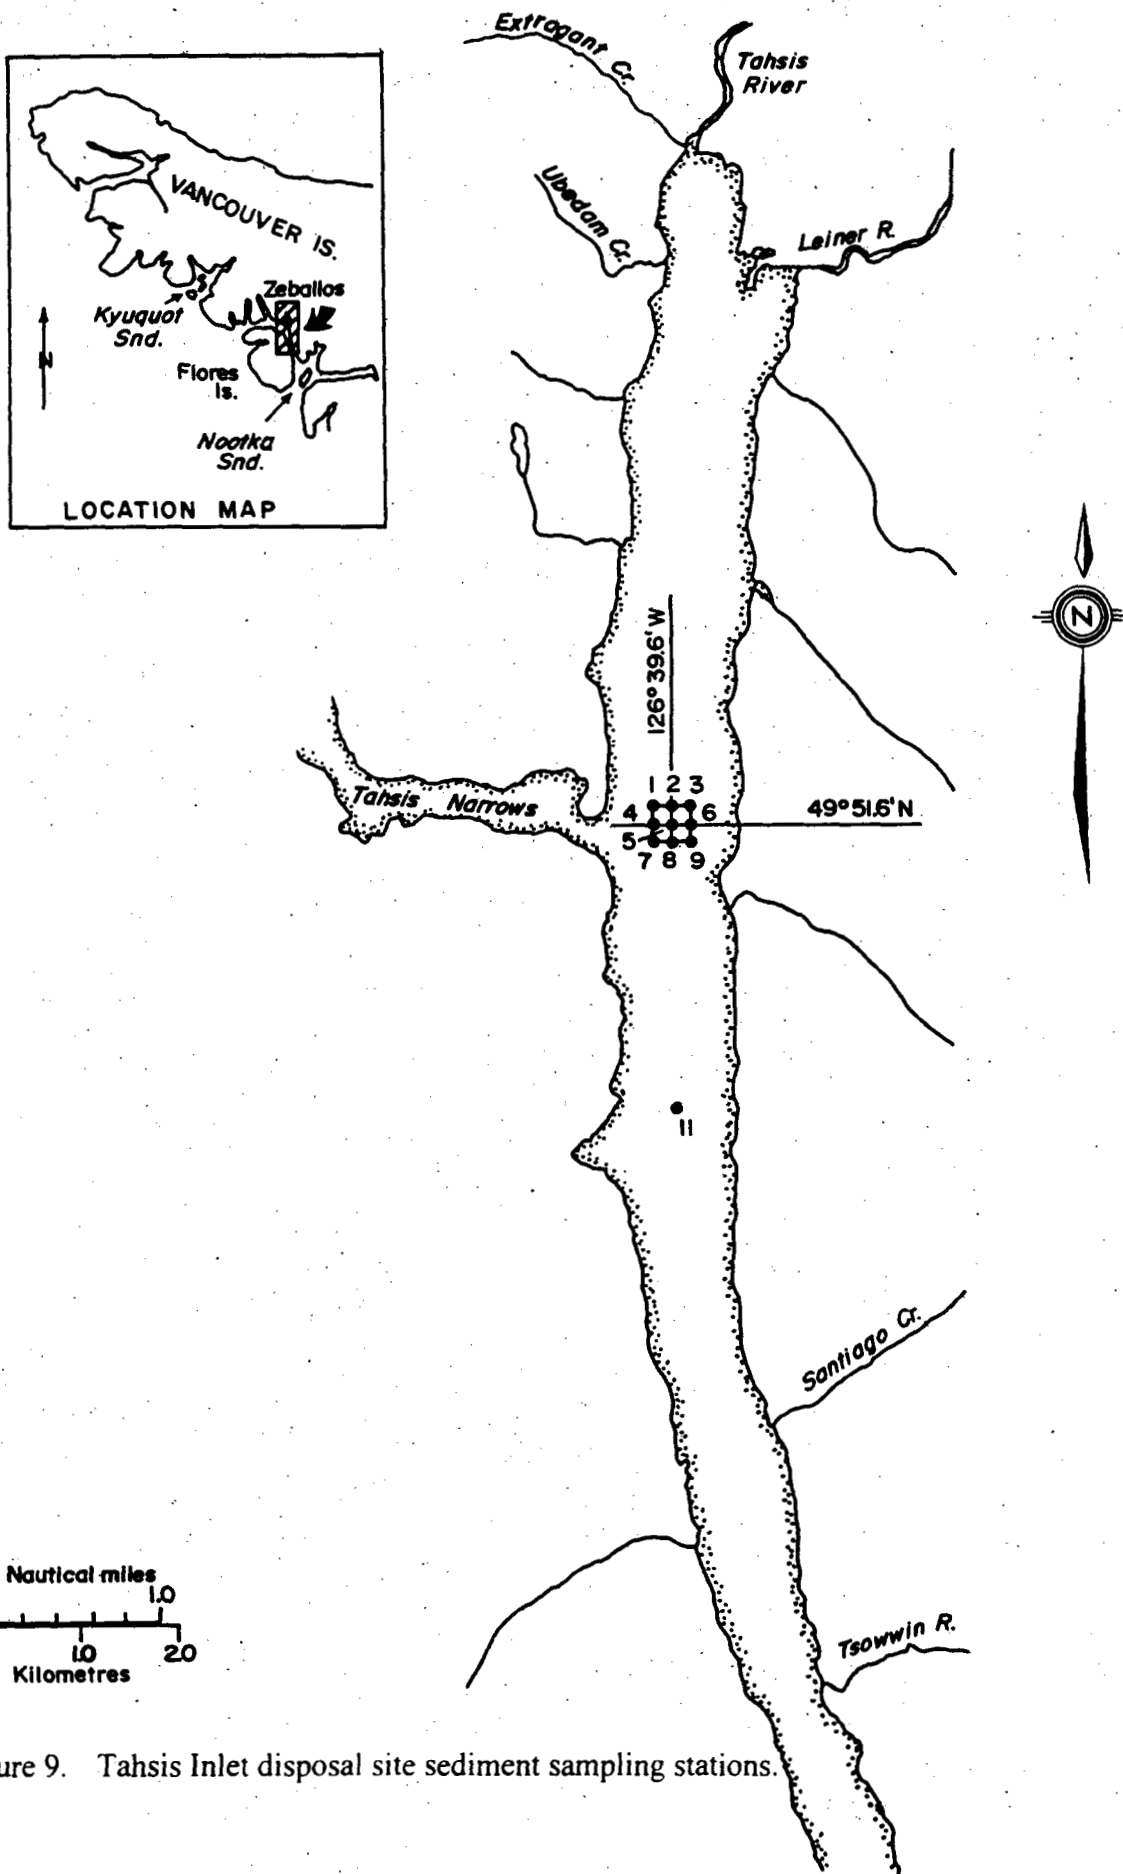 Extragant Cr.
Tahsis
River
Ubedam Cr.
Leiner R.
VANCOUVER IS.
Zeballos
Kyuquot
Snd.
N
Flores
Is.
Nootka
Snd.
LOCATION MAP
N
126° 39.6' W
Tahsis Narrows
1 2 3
4 6
49° 51.6' N
5
7 8 9
11
Santiago Cr.
Nautical miles
1.0
1.0 2.0
Kilometres
Tsowwin R.
ure 9. Tahsis Inlet disposal site sediment sampling stations.